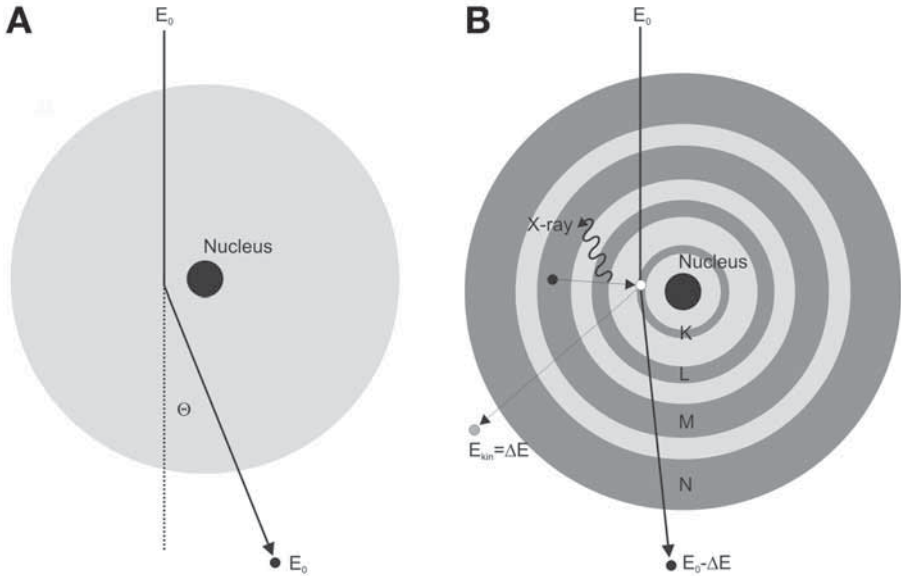 A
E₀
Nucleus
Θ
E₀
B
E₀
X-ray
Nucleus
K
L
M
N
Eₖᵢₙ=ΔE
E₀-ΔE